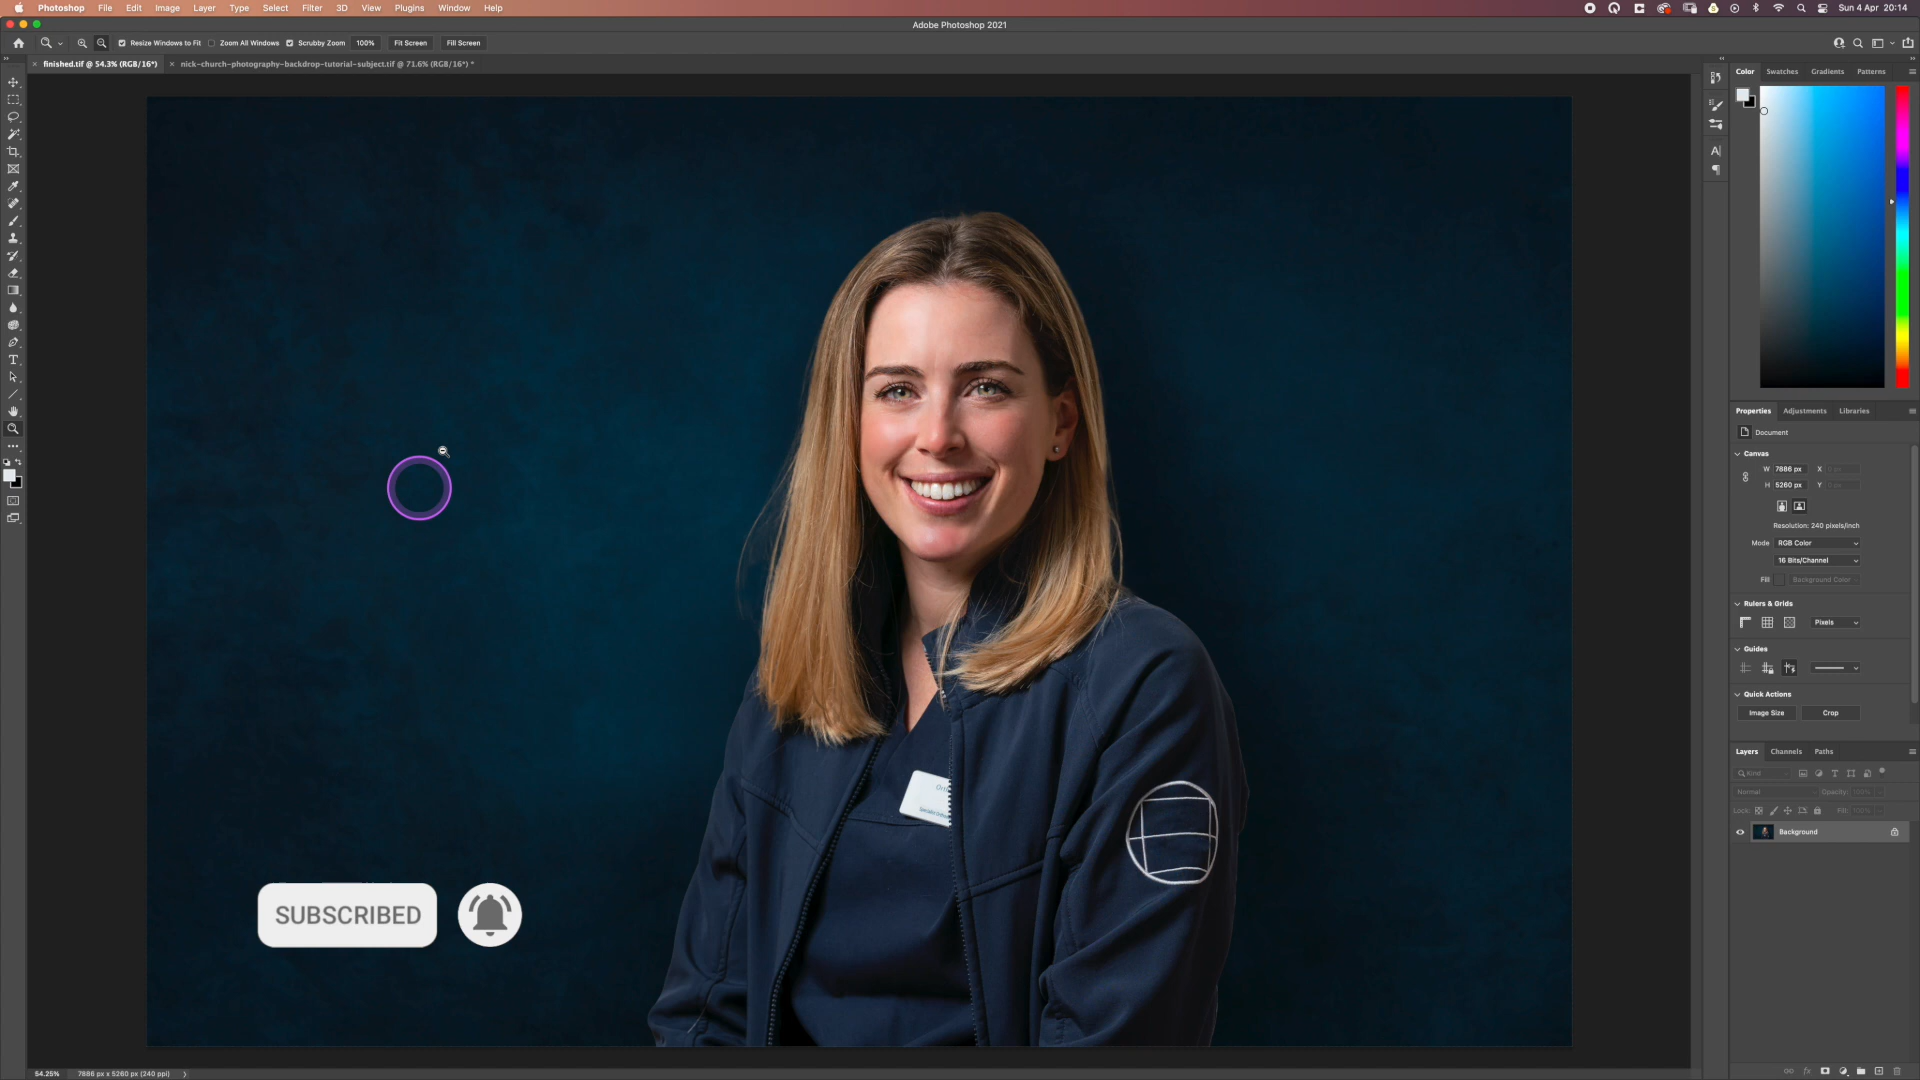 Photoshop File Edit Image Layer Type Select Filter 3D View Plugins Window Help Sun 4 Apr 20:14
Adobe Photoshop 2021
Resize Windows to Fit Zoom All Windows Scrubby Zoom 100% Fit Screen Fill Screen
finished.tif @ 54.3% (RGB/16*) nick-church-photography-backdrop-tutorial-subject.tif @ 71.6% (RGB/16*) *
Color Swatches Gradients Patterns
Properties Adjustments Libraries
Document
Canvas
W 7886 px X 0 px
H 5260 px Y 0 px
Resolution: 240 pixels/inch
Mode RGB Color
16 Bits/Channel
Fill Background Color
Rulers & Grids
Pixels
Guides
Quick Actions
Image Size Crop
Layers Channels Paths
Kind
Normal Opacity: 100%
Lock: Fill: 100%
Background
SUBSCRIBED
54.25% 7886 px x 5260 px (240 ppi)